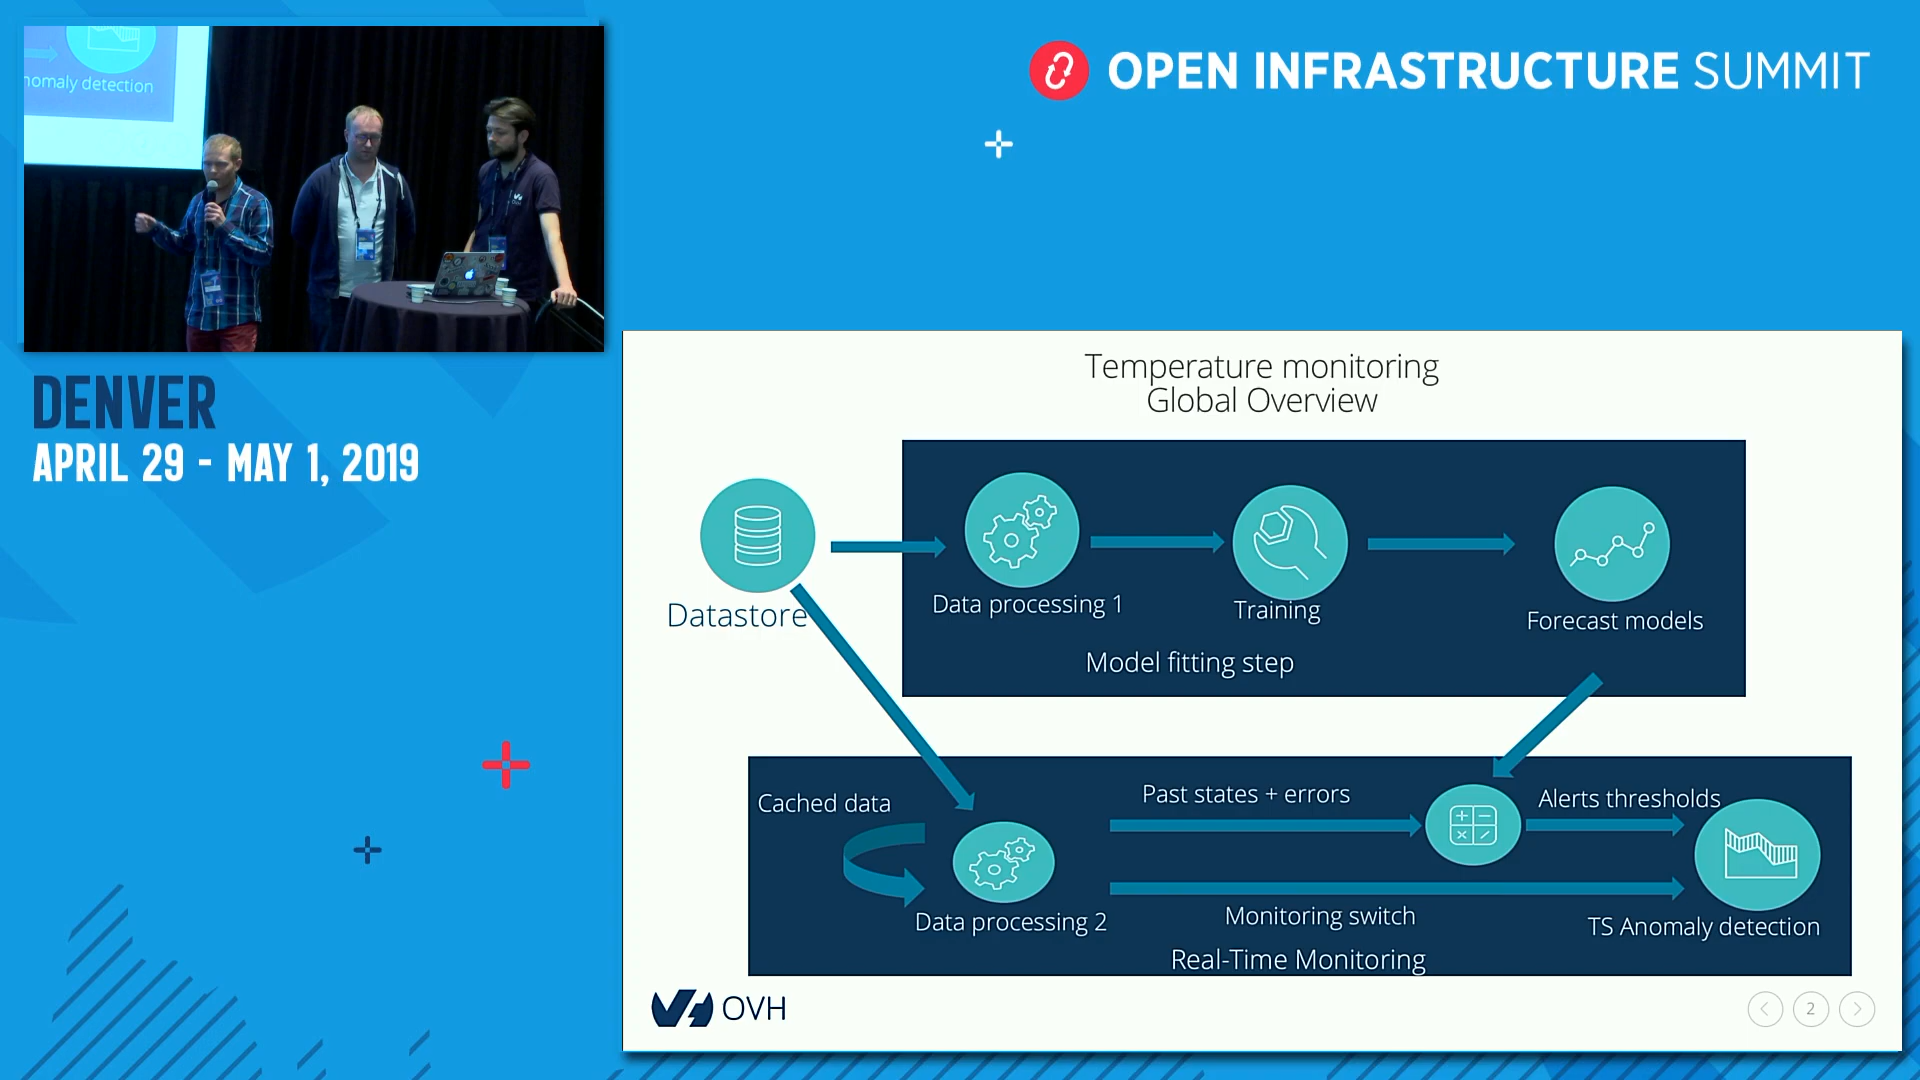 nomaly detection
OPEN INFRASTRUCTURE SUMMIT
DENVER
APRIL 29 - MAY 1, 2019
Temperature monitoring
Global Overview
Datastore
Data processing 1
Training
Forecast models
Model fitting step
Cached data
Past states + errors
Alerts thresholds
Data processing 2
Monitoring switch
TS Anomaly detection
Real-Time Monitoring
OVH
2